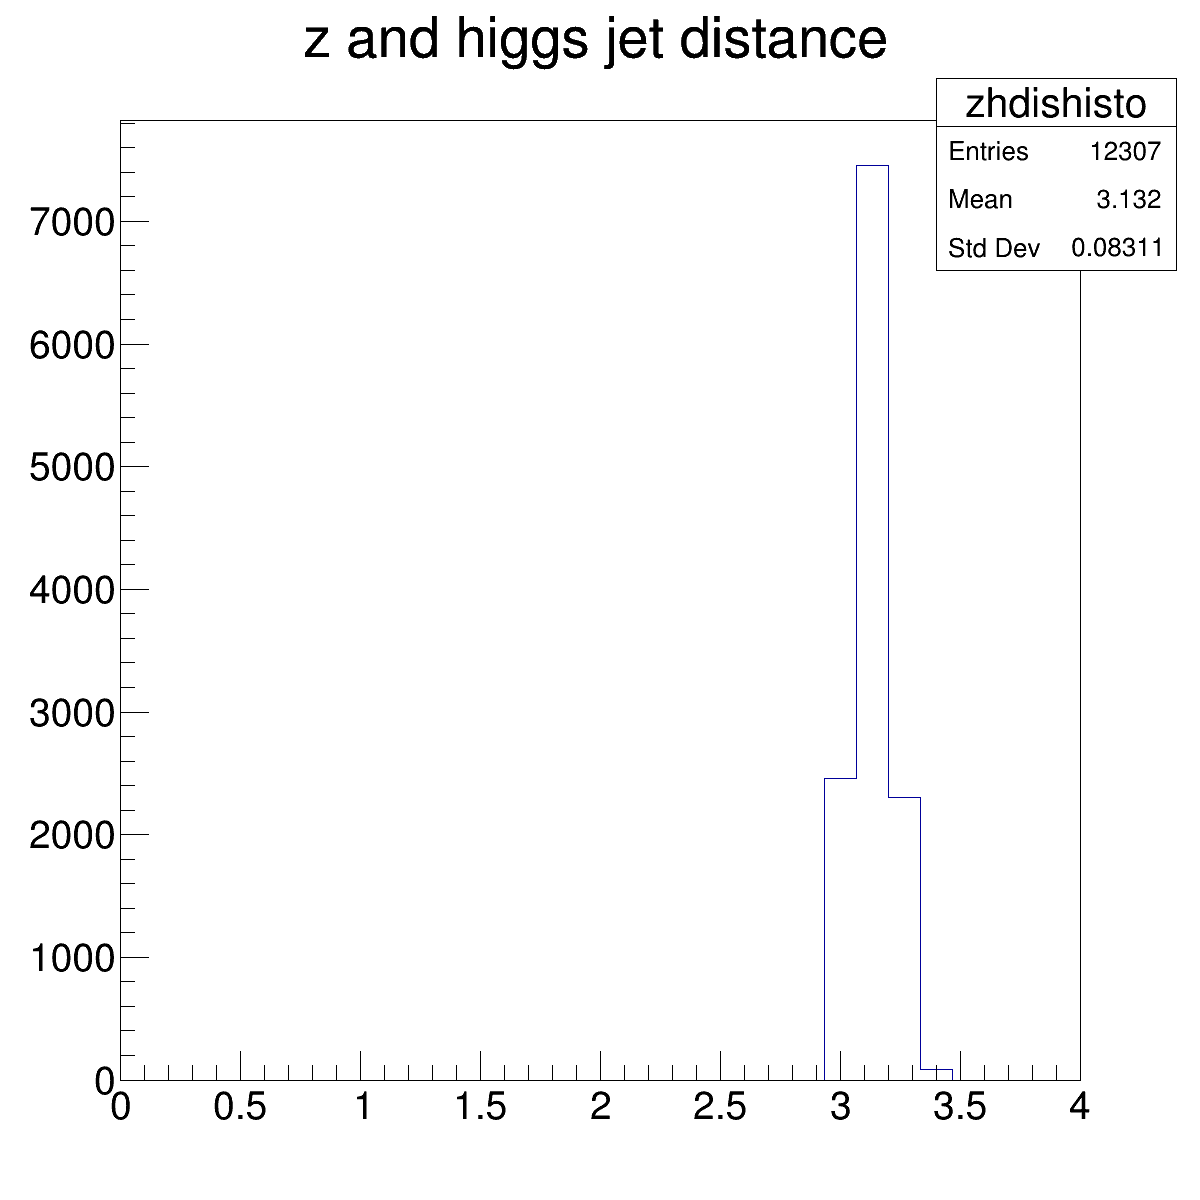 z and higgs jet distance
zhdishisto
Entries 12307
Mean 3.132
Std Dev 0.08311
7000
6000
5000
4000
3000
2000
1000
0
0 0.5 1 1.5 2 2.5 3 3.5 4